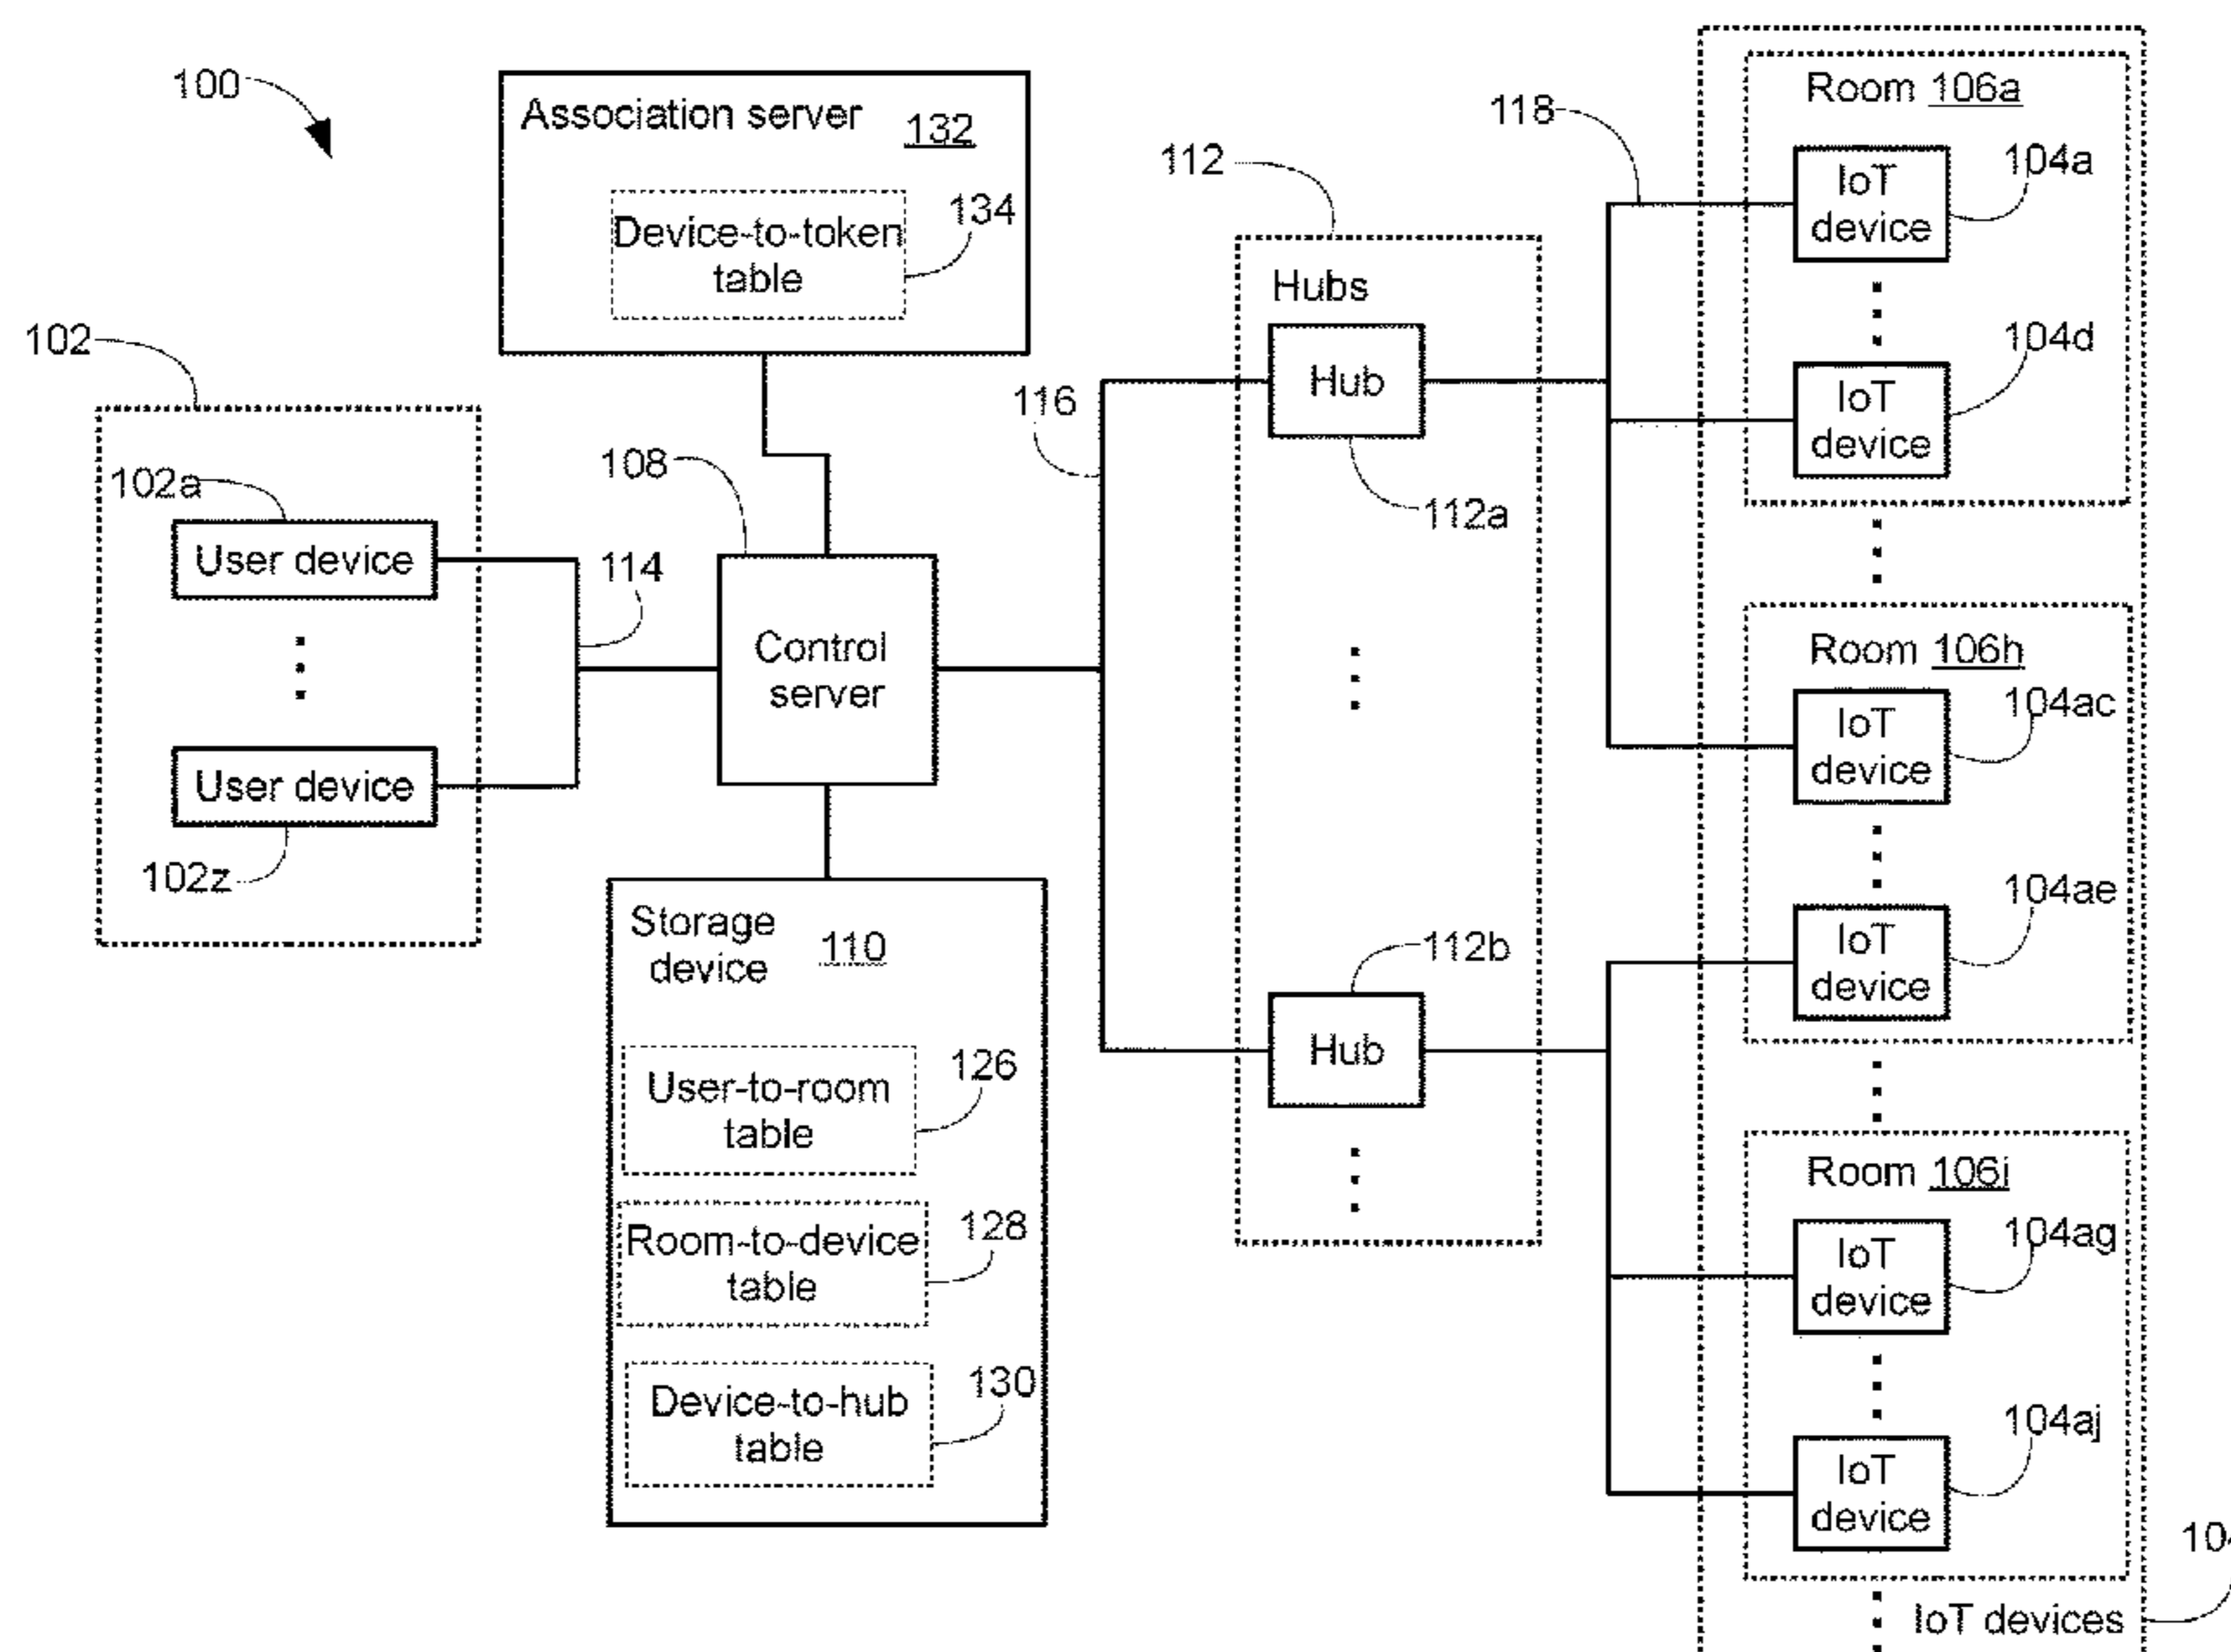 100
Association server 132
Device-to-token
table
134
102
102a
User device
User device
102z
114
108
Control
server
Storage
device
110
User-to-room
table
126
Room-to-device
table
128
Device-to-hub
table
130
116
112
Hubs
Hub
112a
112b
Hub
118
Room 106a
IoT
device
104a
IoT
device
104d
Room 106h
IoT
device
104ac
IoT
device
104ae
Room 106i
IoT
device
104ag
IoT
device
104aj
IoT devices